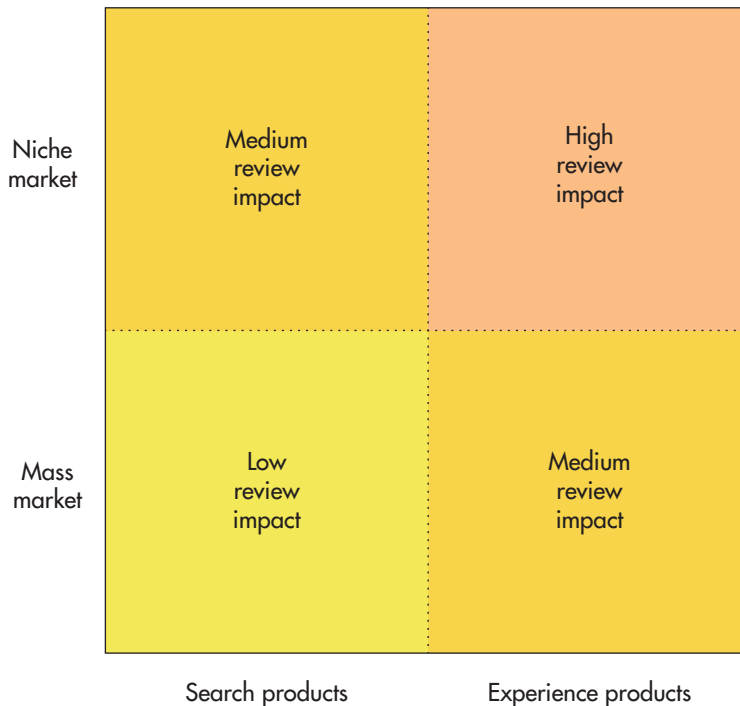 Niche
market
Medium
review
impact
High
review
impact
Mass
market
Low
review
impact
Medium
review
impact
Search products
Experience products